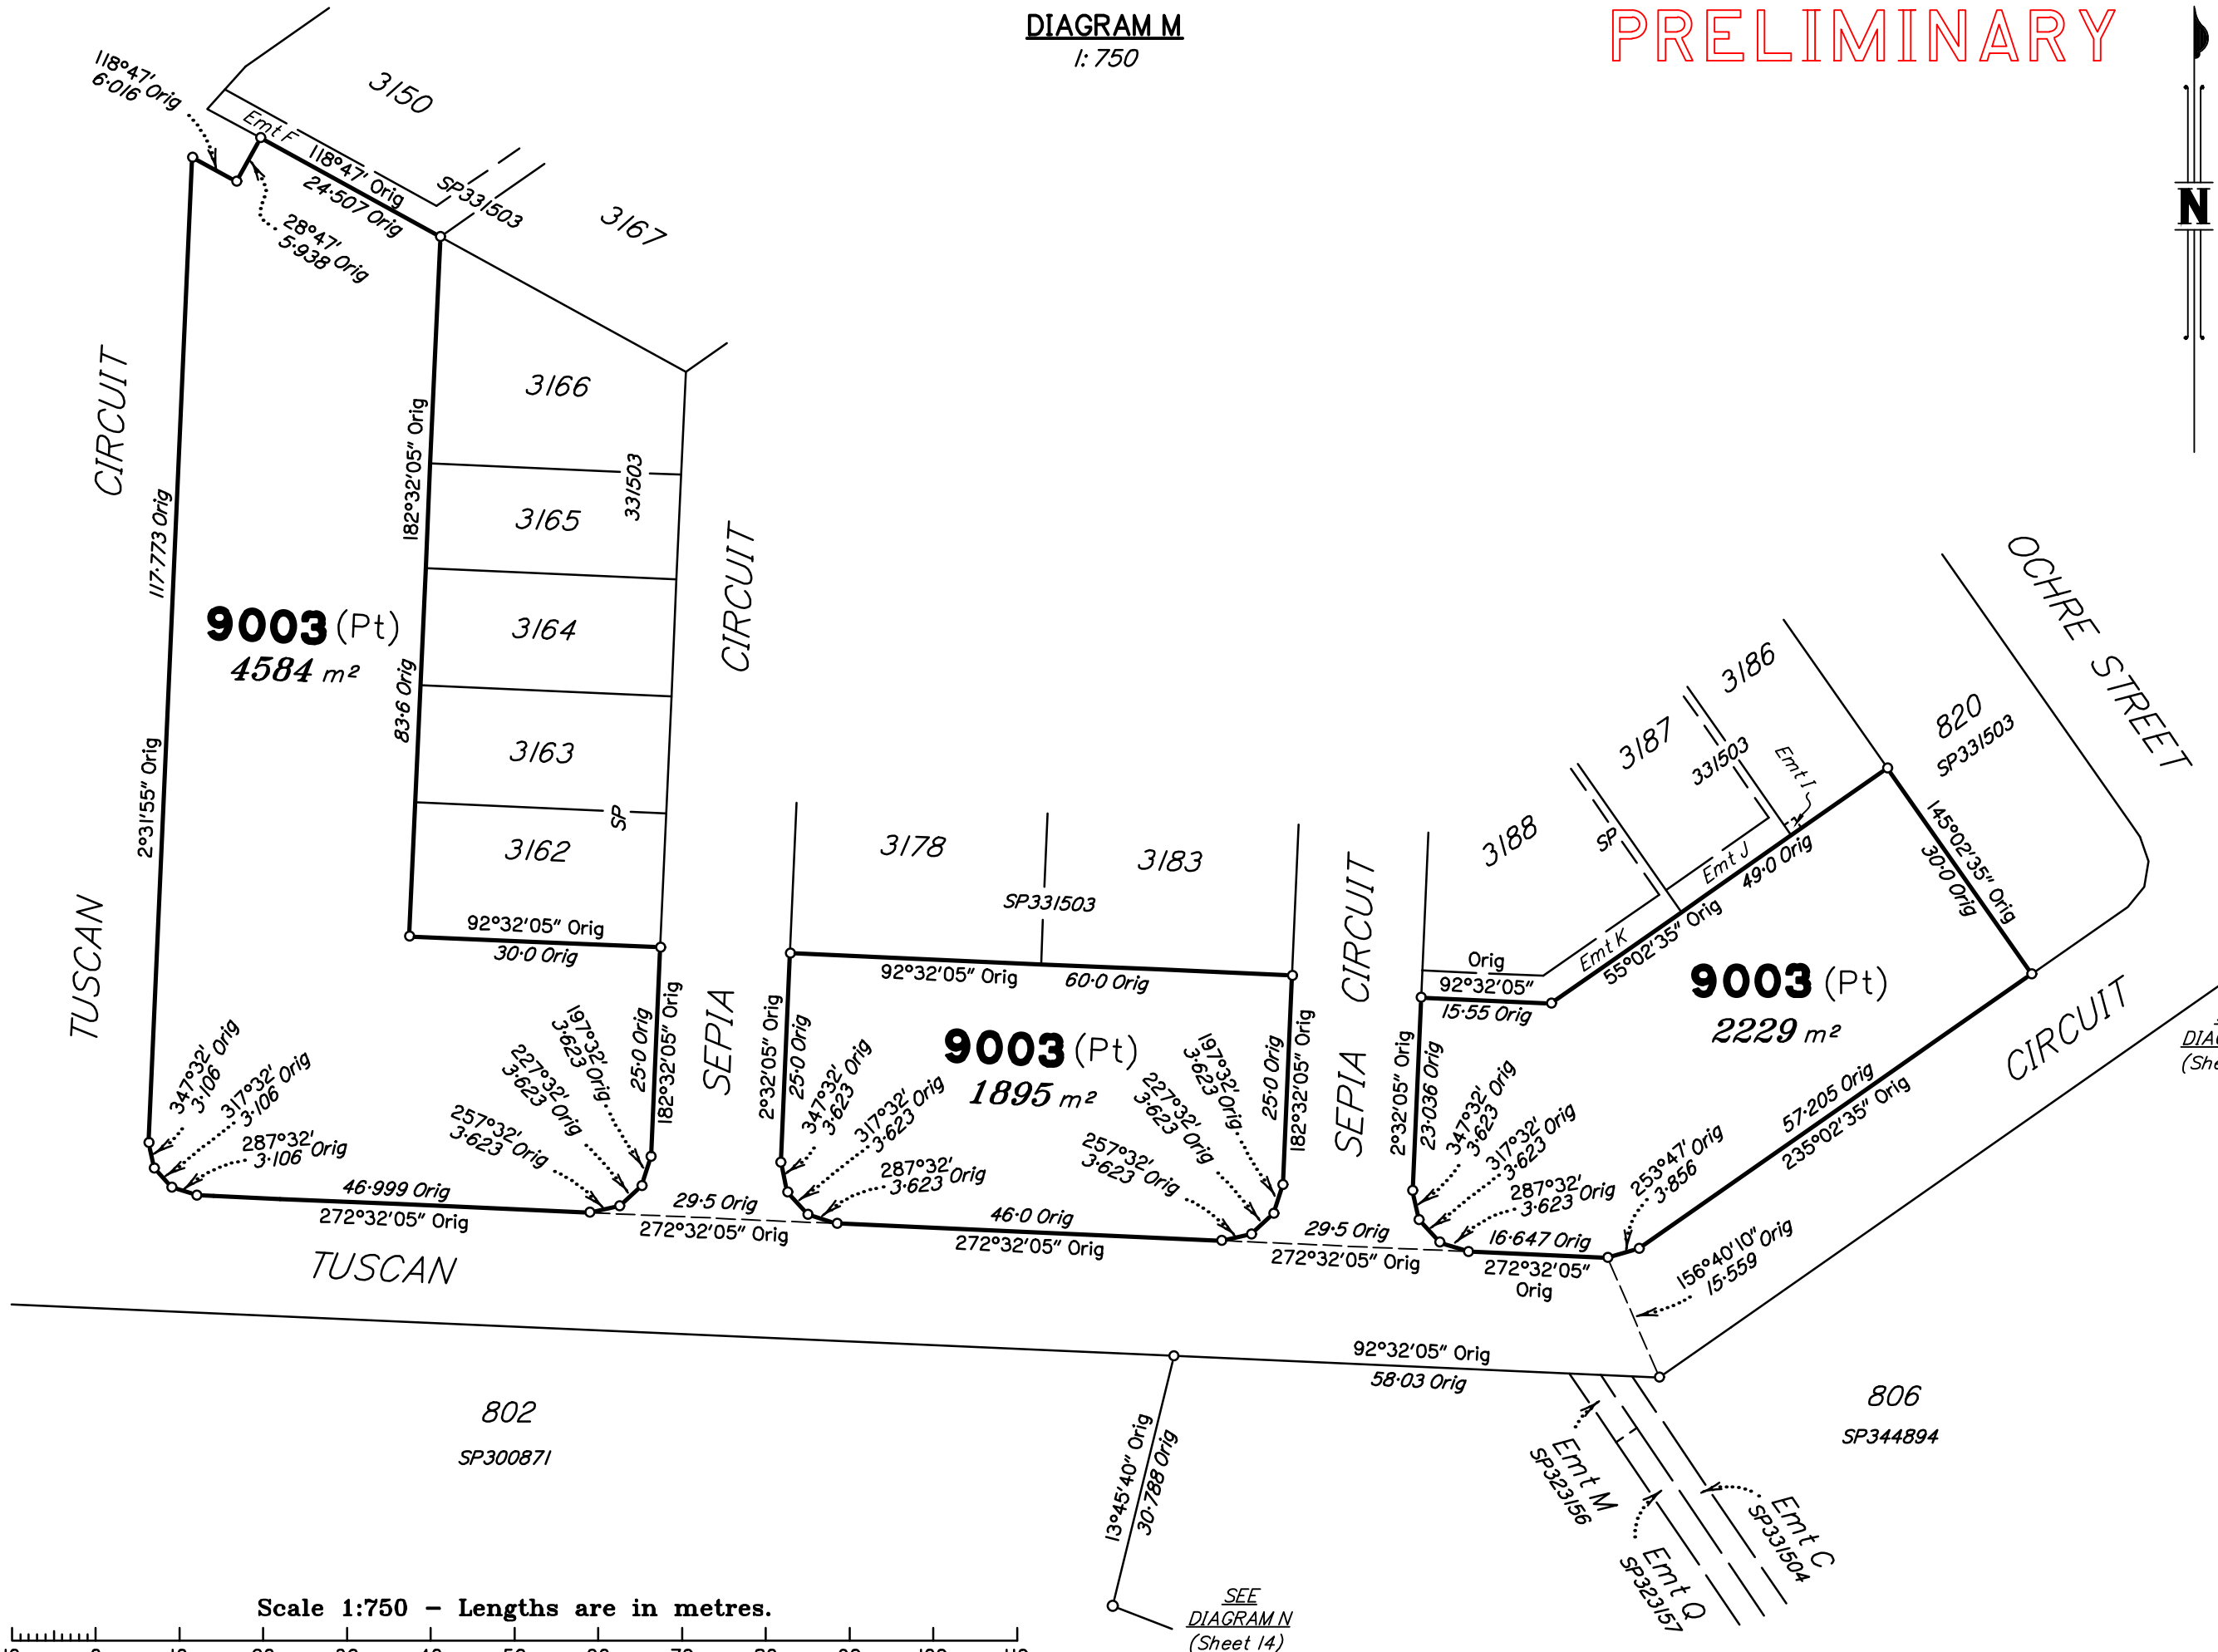 DIAGRAM M
1:750
PRELIMINARY
N
118°47' Orig
6·016
3150
Emt F
118°47' Orig
24·507 Orig
SP331503
3167
28°47'
5·938 Orig
CIRCUIT
117·773 Orig
2°31'55" Orig
TUSCAN
9003 (Pt)
4584 m²
182°32'05" Orig
83·6 Orig
3166
331503
3165
3164
3163
SP
3162
92°32'05" Orig
30·0 Orig
CIRCUIT
SEPIA
25·0 Orig
182°32'05" Orig
197°32' Orig
3·623
227°32' Orig
3·623
257°32' Orig
3·623
347°32' Orig
3·106
317°32' Orig
3·106
287°32' Orig
3·106
46·999 Orig
272°32'05" Orig
TUSCAN
29·5 Orig
272°32'05" Orig
3178
3183
SP331503
92°32'05" Orig
60·0 Orig
2°32'05" Orig
25·0 Orig
9003 (Pt)
1895 m²
347°32' Orig
3·623
317°32' Orig
3·623
287°32' Orig
3·623
197°32' Orig
3·623
227°32' Orig
3·623
257°32' Orig
3·623
25·0 Orig
182°32'05" Orig
46·0 Orig
272°32'05" Orig
29·5 Orig
272°32'05" Orig
CIRCUIT
SEPIA
3188
SP
3187
331503
3186
Emt I
Emt J
49·0 Orig
Emt K
55°02'35" Orig
Orig
92°32'05"
15·55 Orig
2°32'05" Orig
23·036 Orig
347°32' Orig
3·623
317°32' Orig
3·623
287°32' Orig
3·623
16·647 Orig
272°32'05"
Orig
253°47' Orig
3·856
57·205 Orig
235°02'35" Orig
9003 (Pt)
2229 m²
145°02'35" Orig
30·0 Orig
820
SP331503
OCHRE STREET
CIRCUIT
156°40'10" Orig
15·559
92°32'05" Orig
58·03 Orig
802
SP300871
13°45'40" Orig
30·788 Orig
806
SP344894
Emt M
SP323156
Emt C
SP331504
Emt Q
SP323157
SEE
DIAGRAM N
(Sheet 14)
Scale 1:750 – Lengths are in metres.